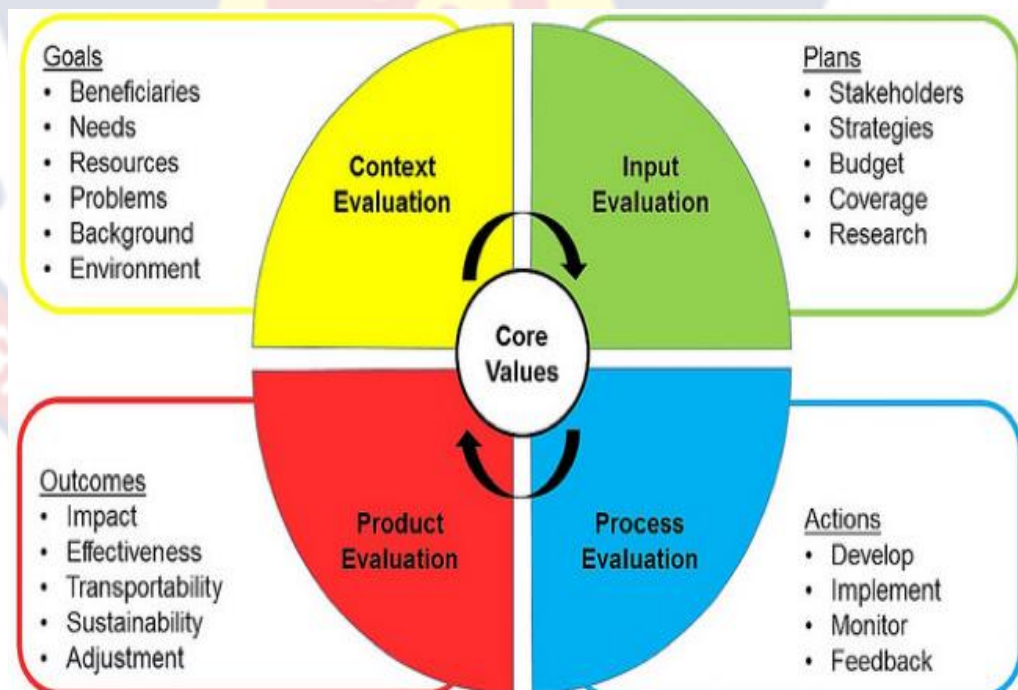 Goals
• Beneficiaries
• Needs
• Resources
• Problems
• Background
• Environment
Context
Evaluation
Input
Evaluation
Plans
• Stakeholders
• Strategies
• Budget
• Coverage
• Research
Core
Values
Outcomes
• Impact
• Effectiveness
• Transportability
• Sustainability
• Adjustment
Product
Evaluation
Process
Evaluation
Actions
• Develop
• Implement
• Monitor
• Feedback